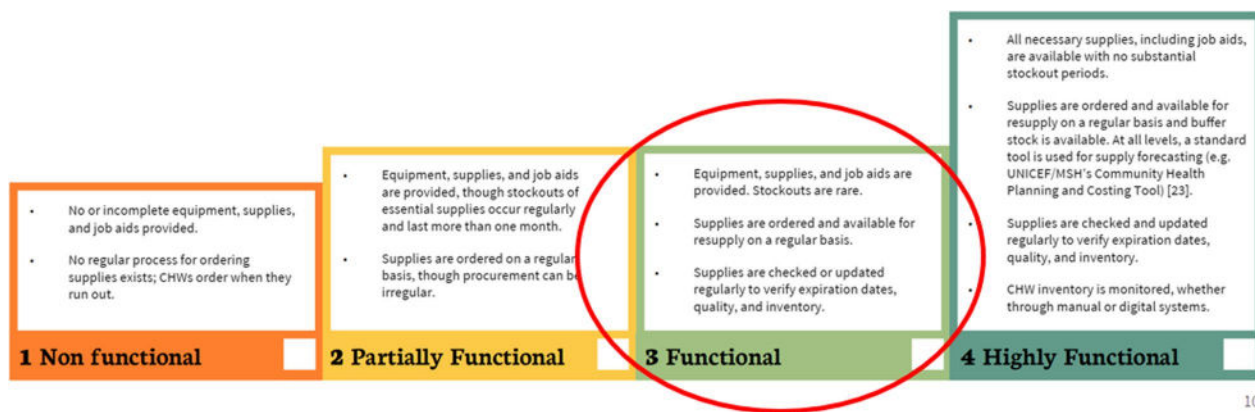 • No or incomplete equipment, supplies,
and job aids provided.
• No regular process for ordering
supplies exists; CHWs order when they
run out.
1 Non functional
• Equipment, supplies, and job aids
are provided, though stockouts of
essential supplies occur regularly
and last more than one month.
• Supplies are ordered on a regular
basis, though procurement can be
irregular.
2 Partially Functional
• Equipment, supplies, and job aids are
provided. Stockouts are rare.
• Supplies are ordered and available for
resupply on a regular basis.
• Supplies are checked or updated
regularly to verify expiration dates,
quality, and inventory.
3 Functional
• All necessary supplies, including job aids,
are available with no substantial
stockout periods.
• Supplies are ordered and available for
resupply on a regular basis and buffer
stock is available. At all levels, a standard
tool is used for supply forecasting (e.g.
UNICEF/MSH's Community Health
Planning and Costing Tool) [23].
• Supplies are checked and updated
regularly to verify expiration dates,
quality, and inventory.
• CHW inventory is monitored, whether
through manual or digital systems.
4 Highly Functional